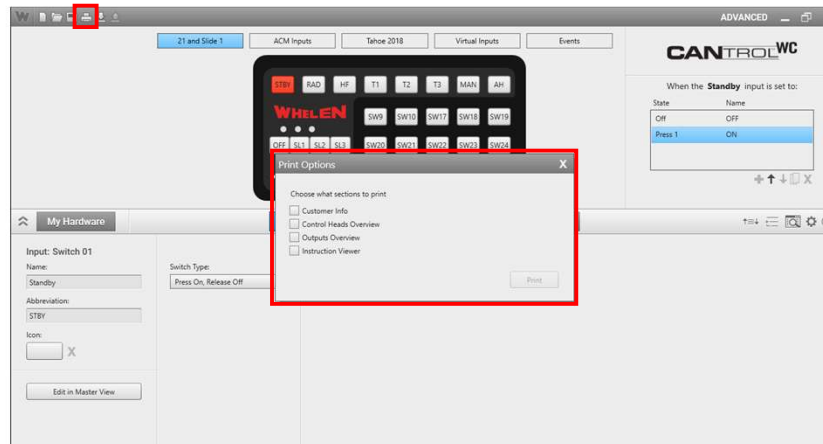 W ADVANCED
21 and Slide 1 ACM Inputs Tahoe 2018 Virtual Inputs Events
CANTROL WC
When the Standby input is set to:
State Name
Off OFF
Press 1 ON
STBY RAD HF T1 T2 T3 MAN AH
WHELEN SW9 SW10 SW17 SW18 SW19
OFF SL1 SL2 SL3 SW20 SW21 SW22 SW23 SW24
Print Options X
Choose what sections to print
Customer Info
Control Heads Overview
Outputs Overview
Instruction Viewer
Print
My Hardware
Input: Switch 01
Name: Switch Type:
Standby Press On, Release Off
Abbreviation:
STBY
Icon:
X
Edit in Master View